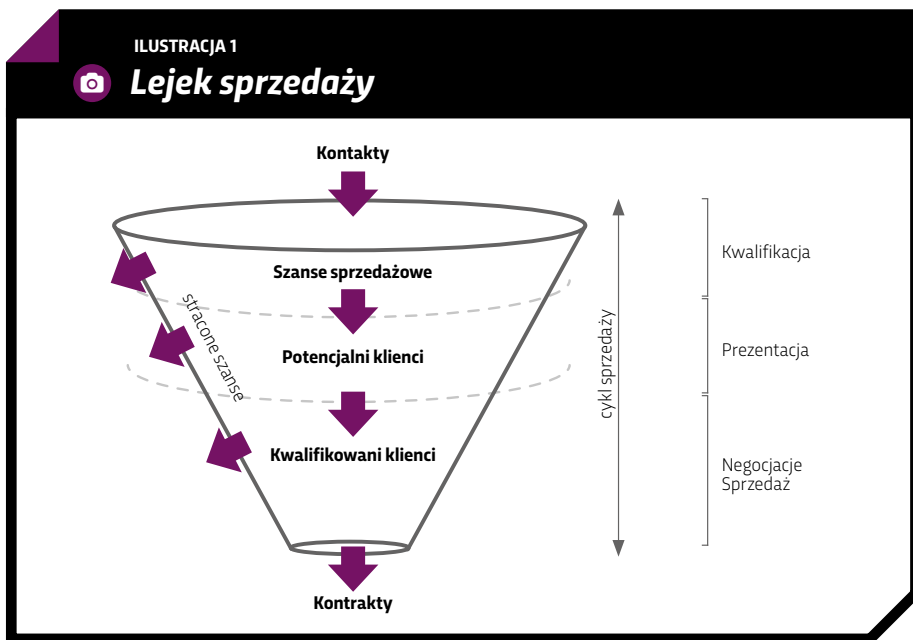 ILUSTRACJA 1
Lejek sprzedaży
Kontakty
Szanse sprzedażowe
stracone szanse
Potencjalni klienci
Kwalifikowani klienci
Kontrakty
cykl sprzedaży
Kwalifikacja
Prezentacja
Negocjacje
Sprzedaż